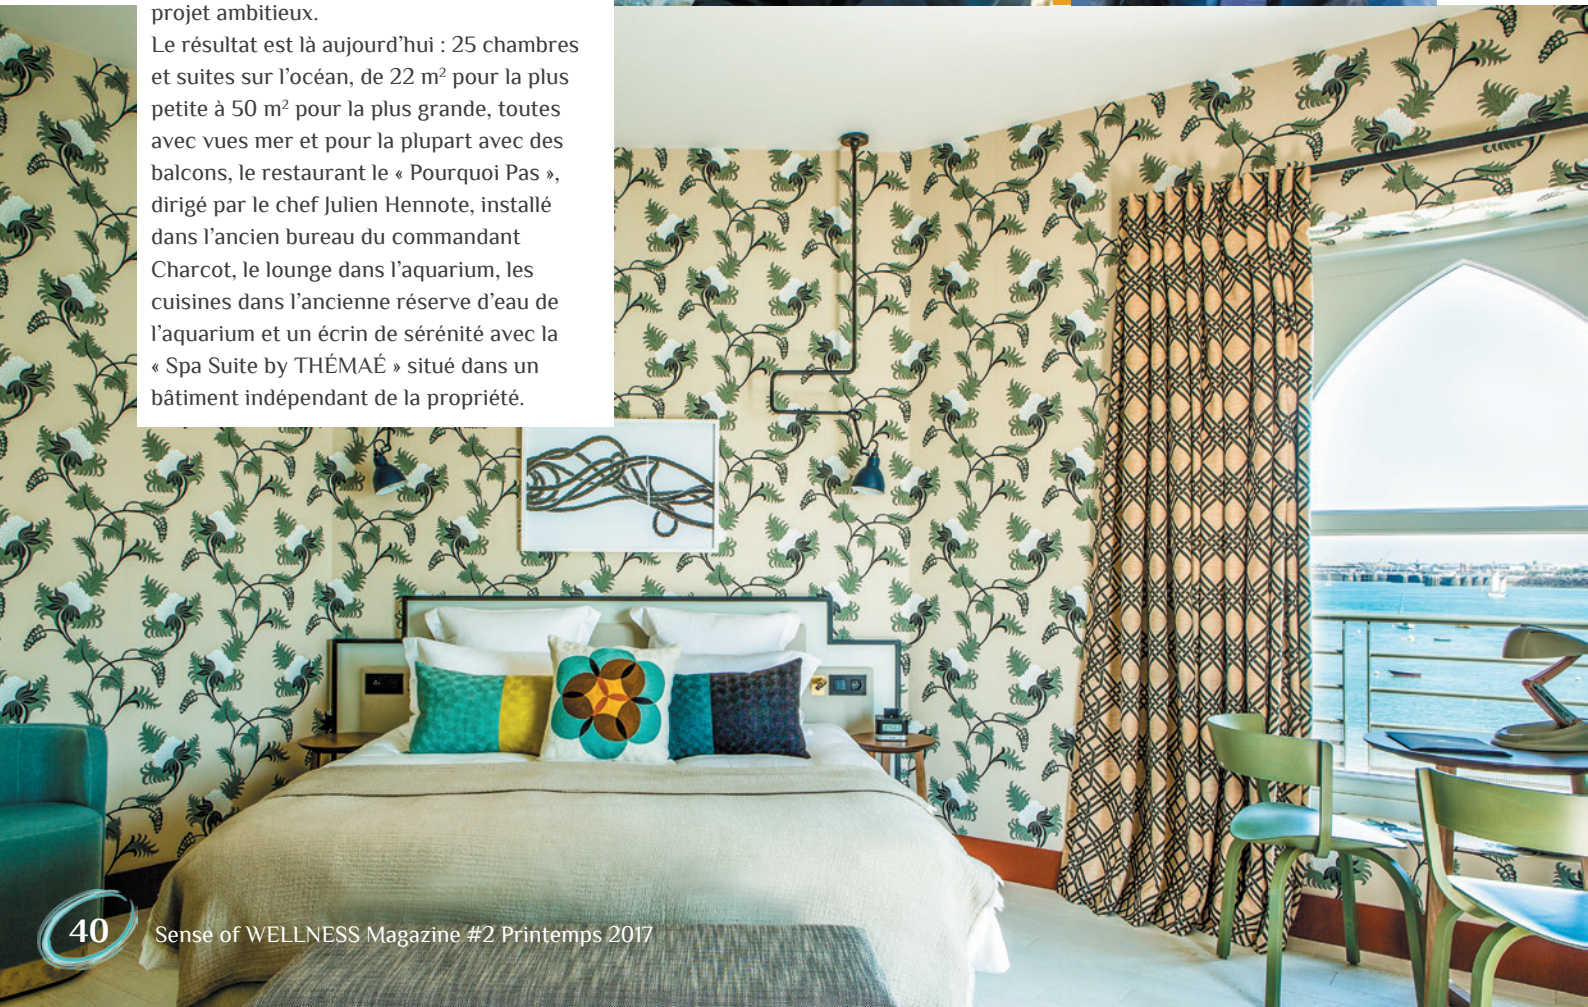 projet ambitieux.
Le résultat est là aujourd’hui : 25 chambres
et suites sur l’océan, de 22 m² pour la plus
petite à 50 m² pour la plus grande, toutes
avec vues mer et pour la plupart avec des
balcons, le restaurant le « Pourquoi Pas »,
dirigé par le chef Julien Hennote, installé
dans l’ancien bureau du commandant
Charcot, le lounge dans l’aquarium, les
cuisines dans l’ancienne réserve d’eau de
l’aquarium et un écrin de sérénité avec la
« Spa Suite by THÉMAÉ » situé dans un
bâtiment indépendant de la propriété.
40 Sense of WELLNESS Magazine #2 Printemps 2017